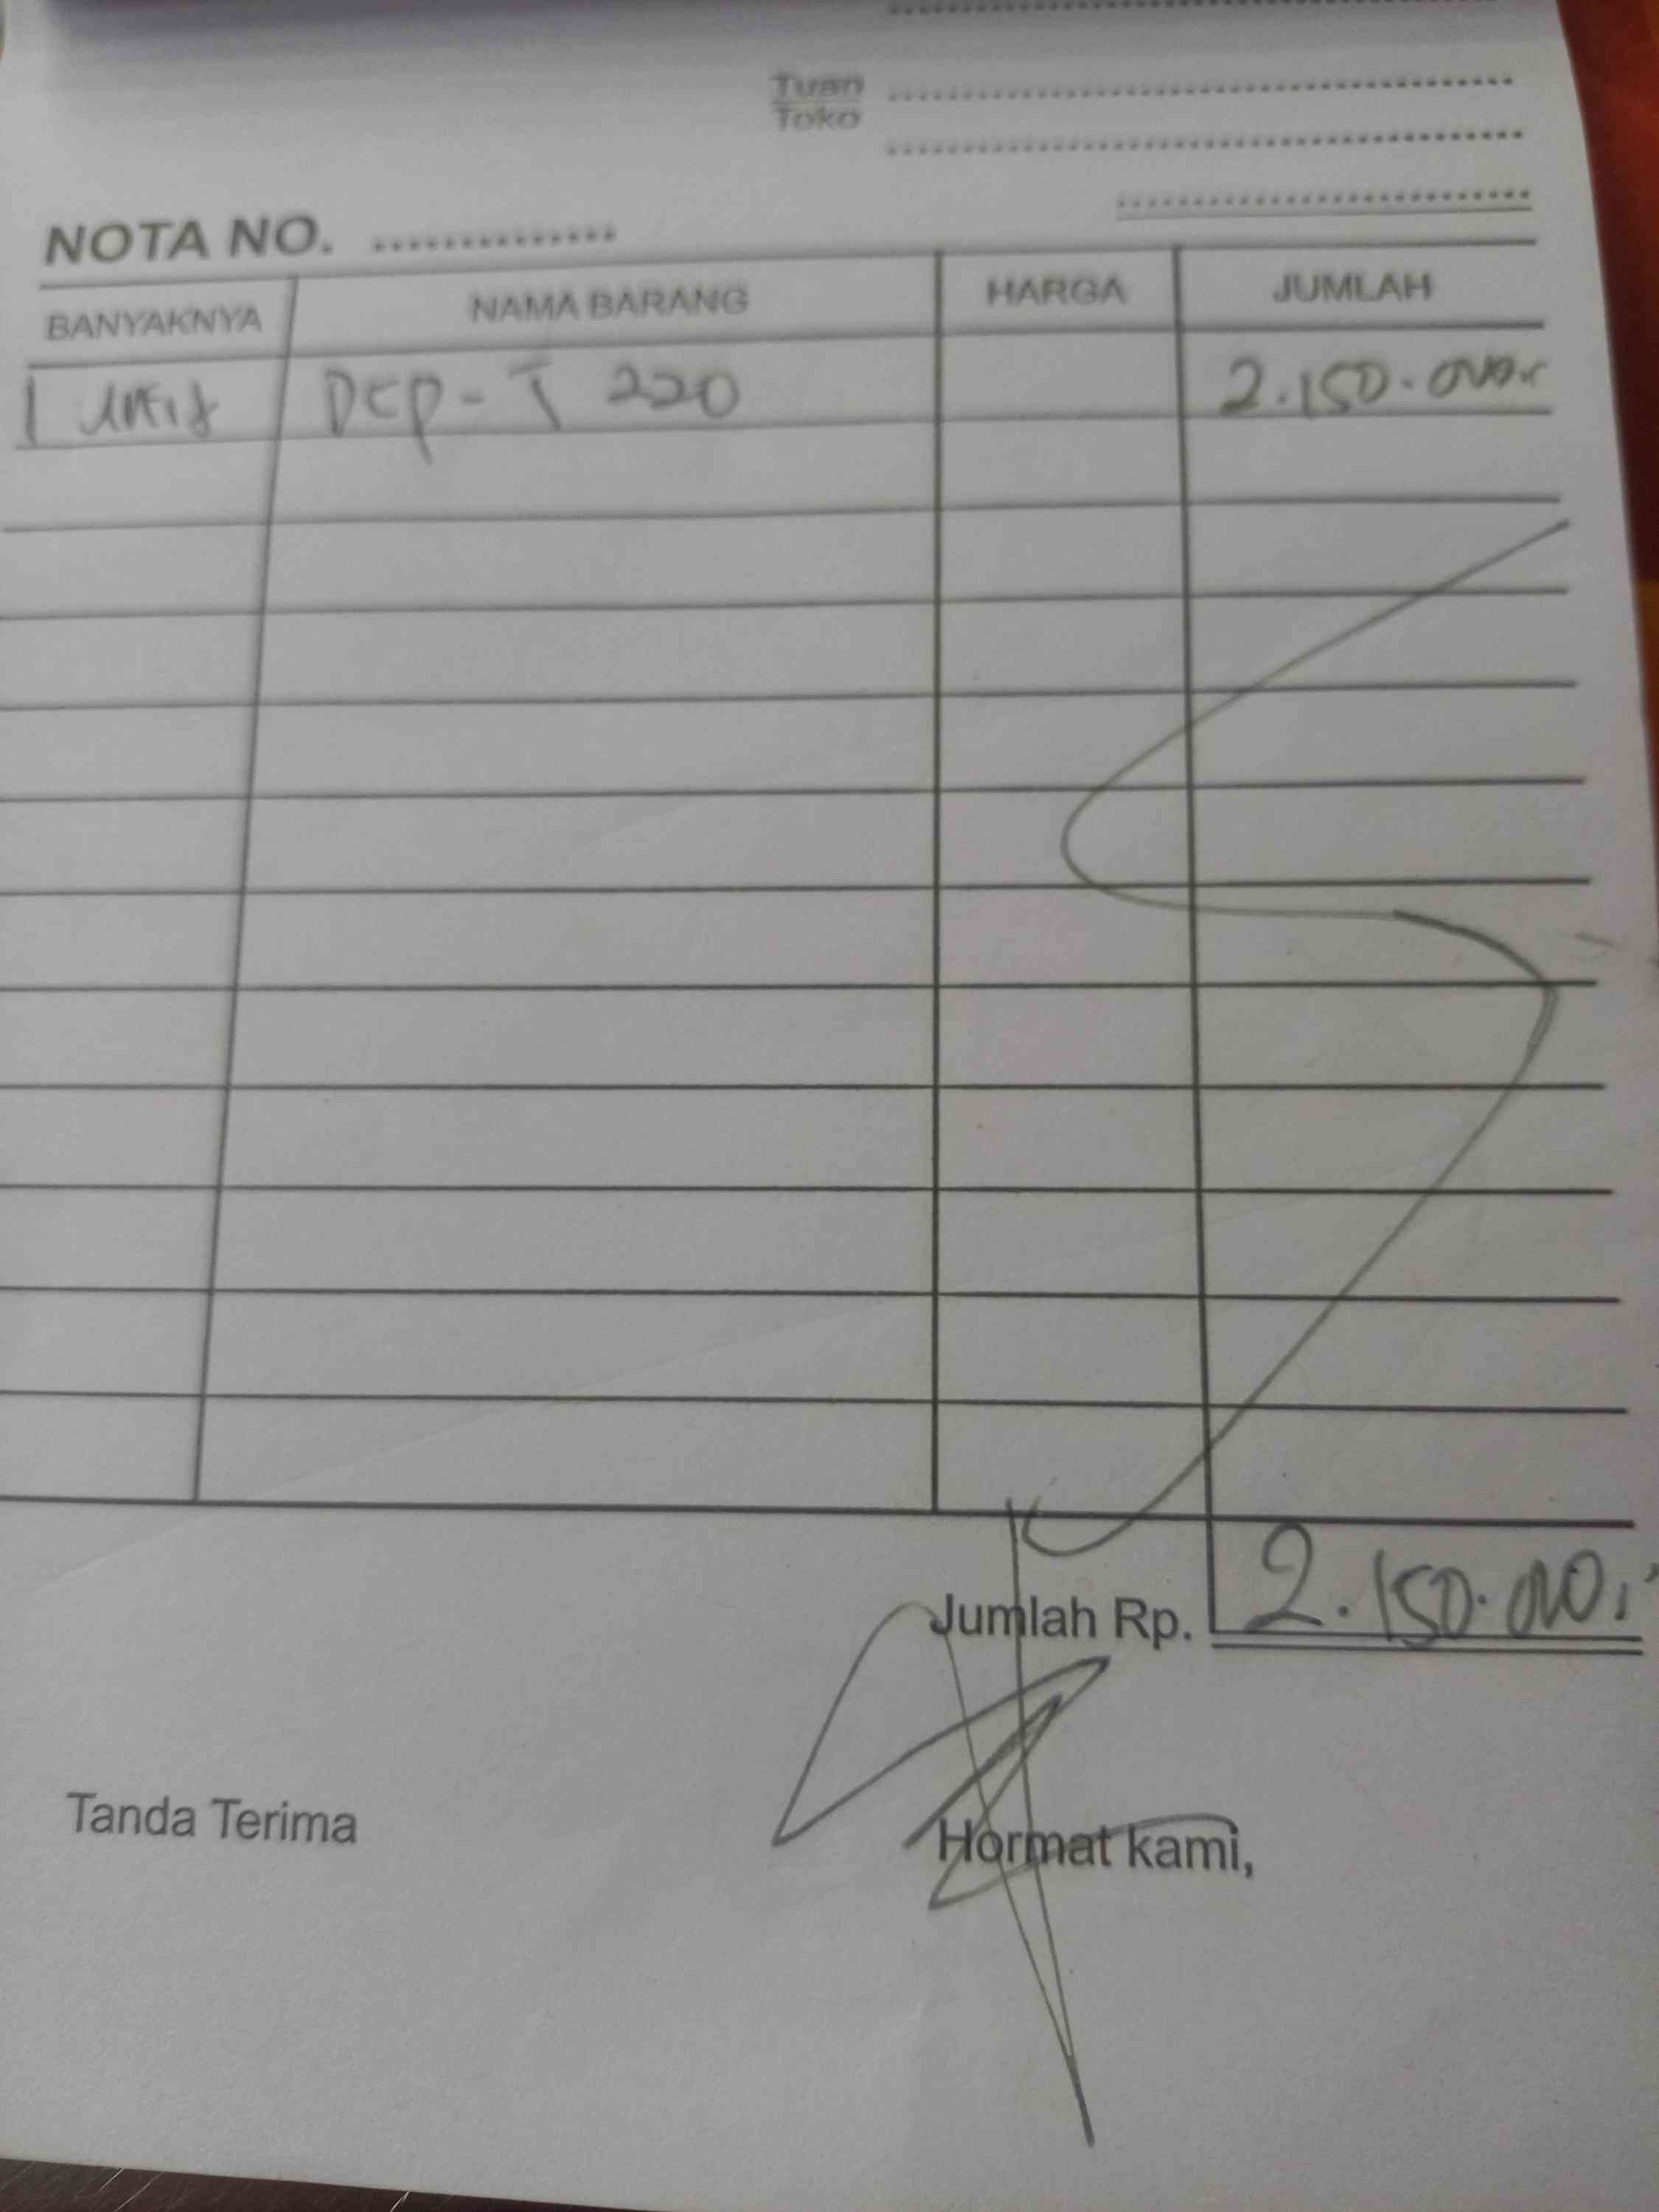 Tuan
Toko
NOTA NO. ..............
BANYAKNYA NAMA BARANG HARGA JUMLAH
1 unit DCP - T 220 2.150.000,-
Jumlah Rp. 2.150.000,-
Tanda Terima Hormat kami,